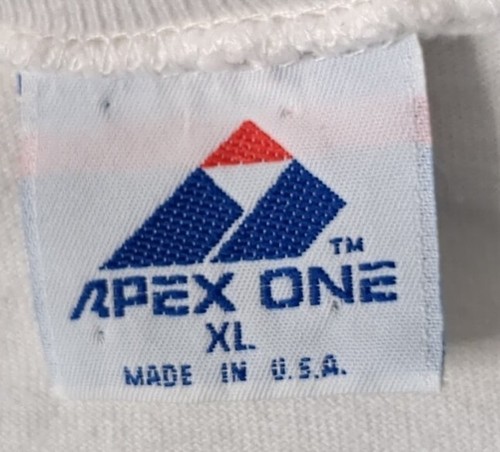 APEX ONE™
XL
MADE IN U.S.A.